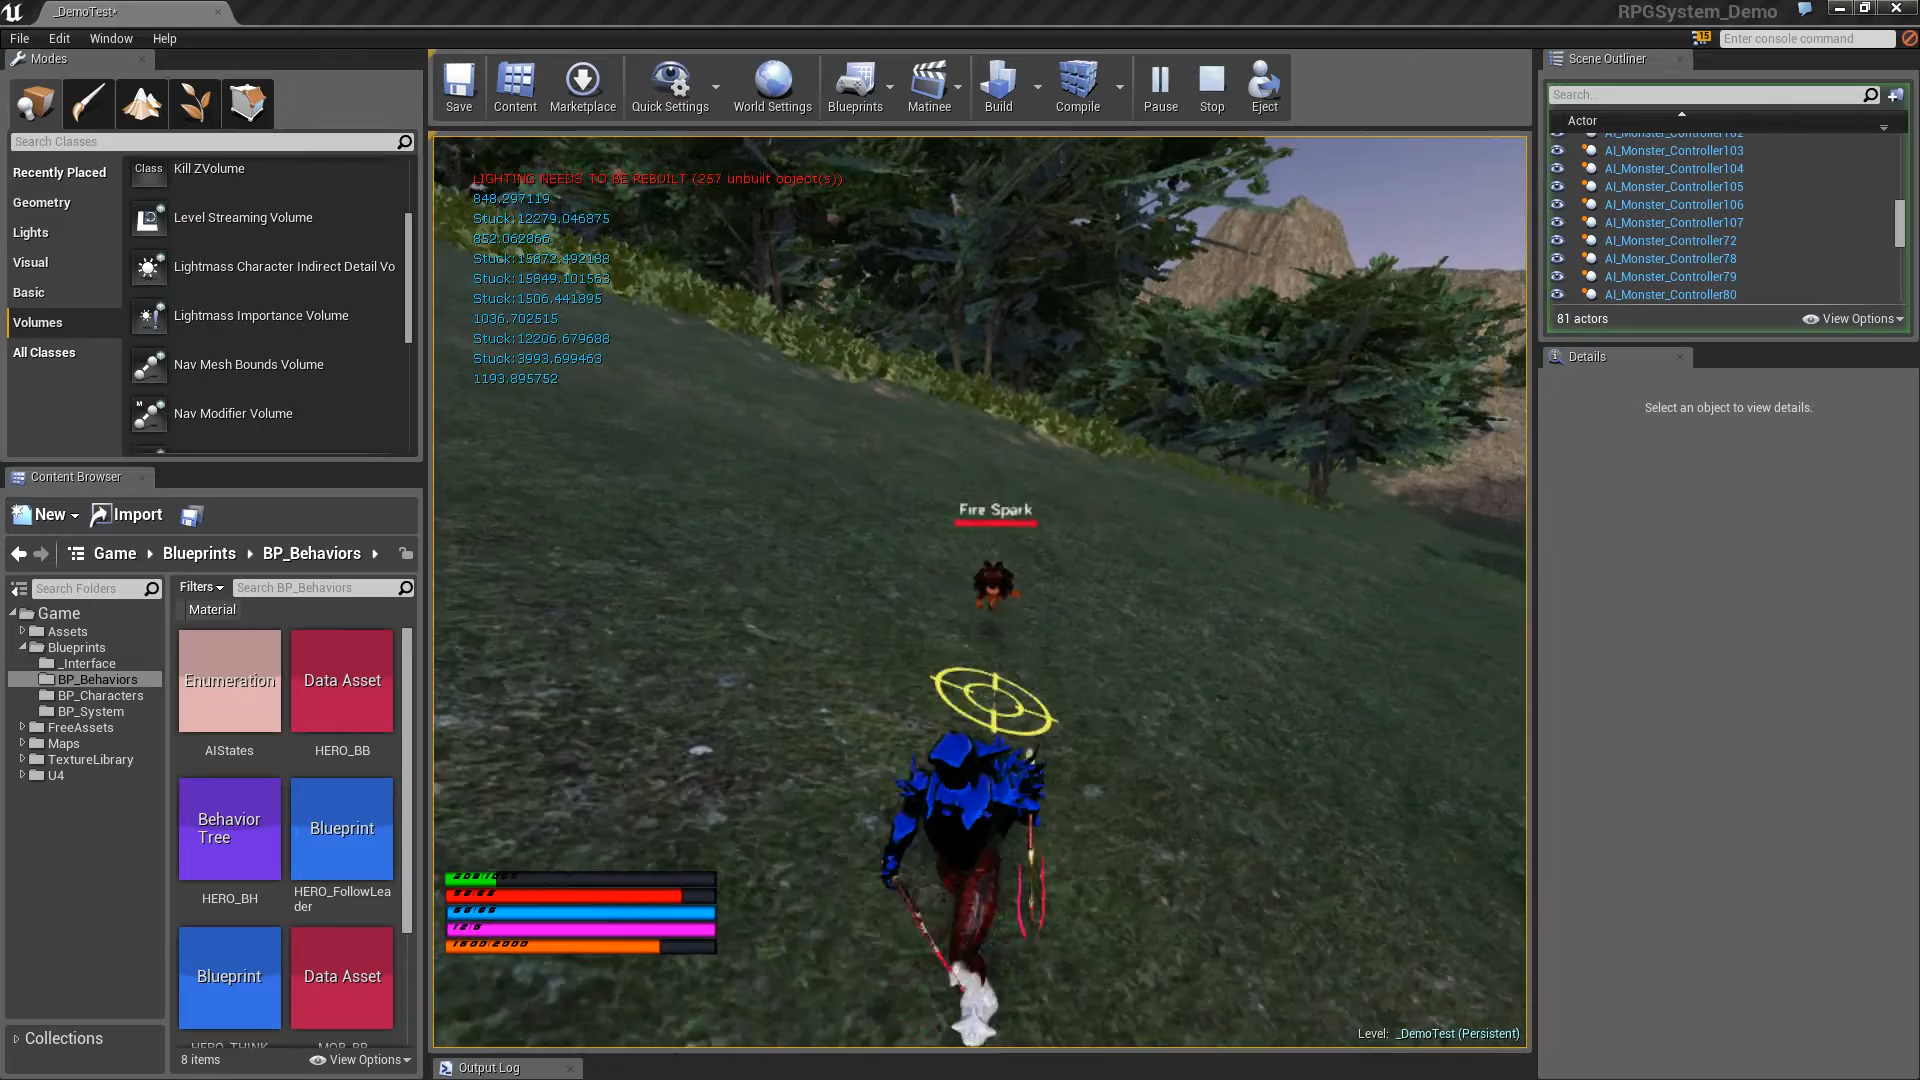 _DemoTest*
RPGSystem_Demo
File Edit Window Help
15
Enter console command
Modes
Search Classes
Recently Placed
Geometry
Lights
Visual
Basic
Volumes
All Classes
Class
Kill ZVolume
Level Streaming Volume
Lightmass Character Indirect Detail Vo
Lightmass Importance Volume
Nav Mesh Bounds Volume
M
Nav Modifier Volume
Save
Content
Marketplace
Quick Settings
World Settings
Blueprints
Matinee
Build
Compile
Pause
Stop
Eject
LIGHTING NEEDS TO BE REBUILT (257 unbuilt object(s))
848.297119
Stuck:12279.046875
852.062866
Stuck:15872.492188
Stuck:15849.101563
Stuck:1506.441895
1036.702515
Stuck:12206.679688
Stuck:3993.699463
1193.895752
Fire Spark
1600/2000
Level: _DemoTest (Persistent)
Output Log
Scene Outliner
Search...
Actor
AI_Monster_Controller102
AI_Monster_Controller103
AI_Monster_Controller104
AI_Monster_Controller105
AI_Monster_Controller106
AI_Monster_Controller107
AI_Monster_Controller72
AI_Monster_Controller78
AI_Monster_Controller79
AI_Monster_Controller80
81 actors
View Options
Details
Select an object to view details.
Content Browser
New
Import
Game Blueprints BP_Behaviors
Search Folders
Game
Assets
Blueprints
_Interface
BP_Behaviors
BP_Characters
BP_System
FreeAssets
Maps
TextureLibrary
U4
Collections
Filters
Search BP_Behaviors
Material
Enumeration
AIStates
Data Asset
HERO_BB
Behavior
Tree
HERO_BH
Blueprint
HERO_FollowLea
der
Blueprint
HERO_THINK
Data Asset
MOB_BB
8 items
View Options